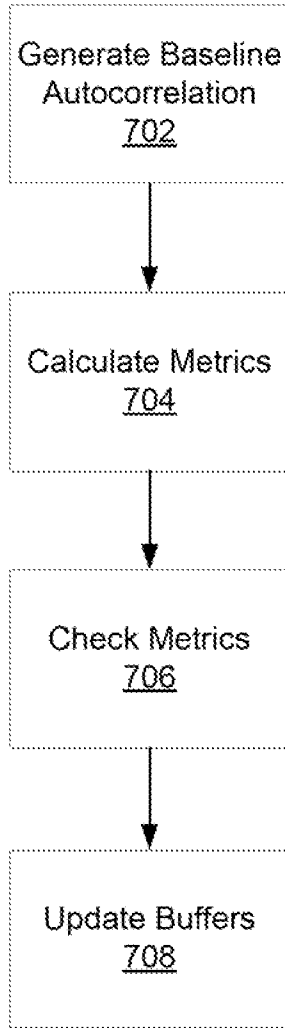 Generate Baseline
Autocorrelation
702
Calculate Metrics
704
Check Metrics
706
Update Buffers
708